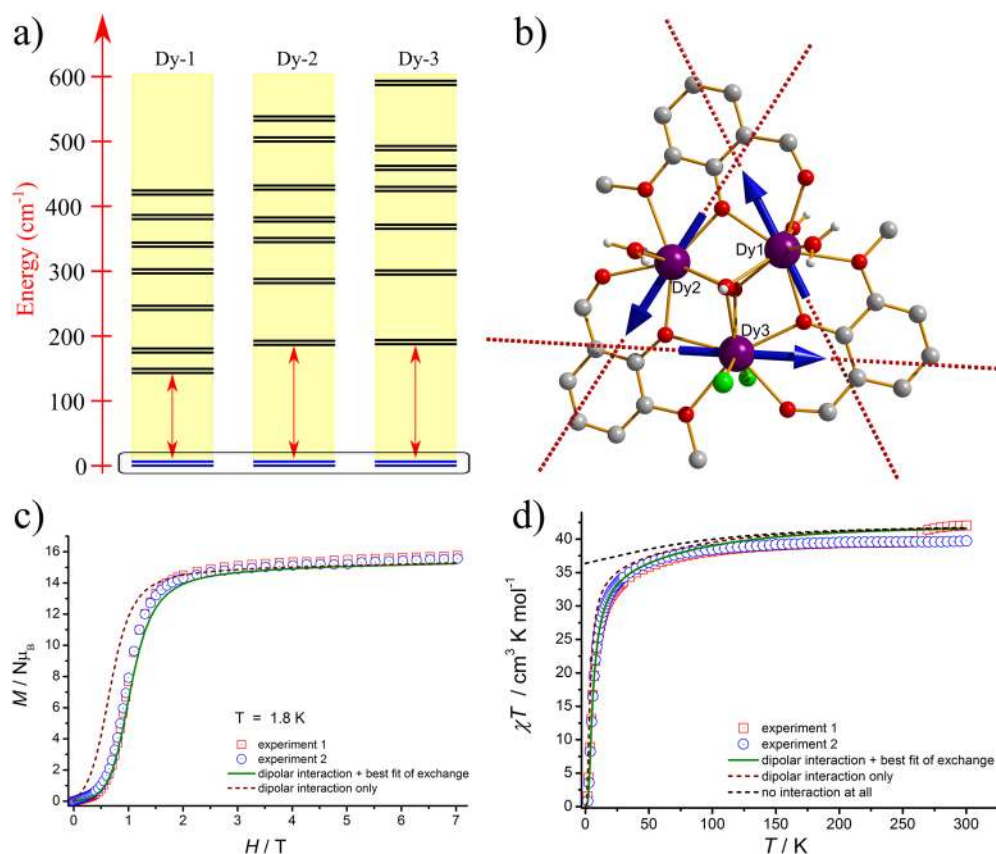 a)
Dy-1 Dy-2 Dy-3
600
500
400
300
200
100
0
Energy (cm⁻¹)
b)
Dy1
Dy2
Dy3
c)
16
14
12
10
8
6
4
2
0
M / Nμ_B
T = 1.8 K
experiment 1
experiment 2
dipolar interaction + best fit of exchange
dipolar interaction only
0 1 2 3 4 5 6 7
H / T
d)
40
35
30
25
20
15
10
5
0
χT / cm³ K mol⁻¹
experiment 1
experiment 2
dipolar interaction + best fit of exchange
dipolar interaction only
no interaction at all
0 50 100 150 200 250 300
T / K